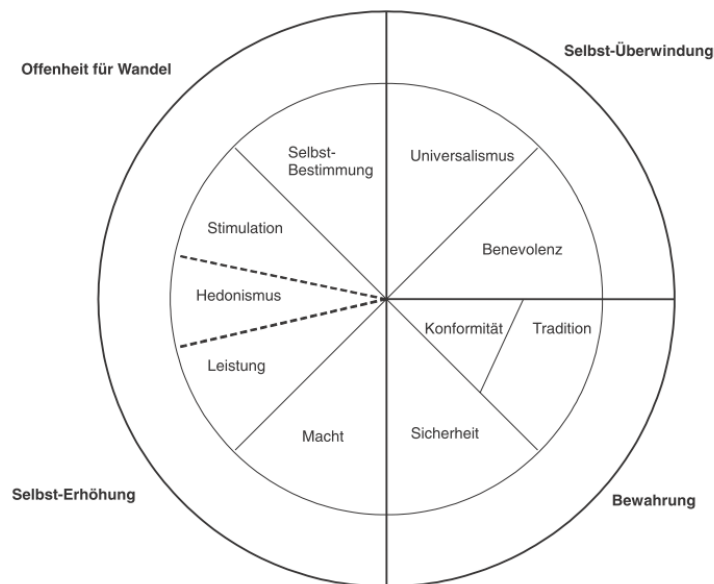 Selbst-Überwindung
Offenheit für Wandel
Selbst-
Bestimmung
Universalismus
Stimulation
Benevolenz
Hedonismus
Konformität
Tradition
Leistung
Macht
Sicherheit
Selbst-Erhöhung
Bewahrung